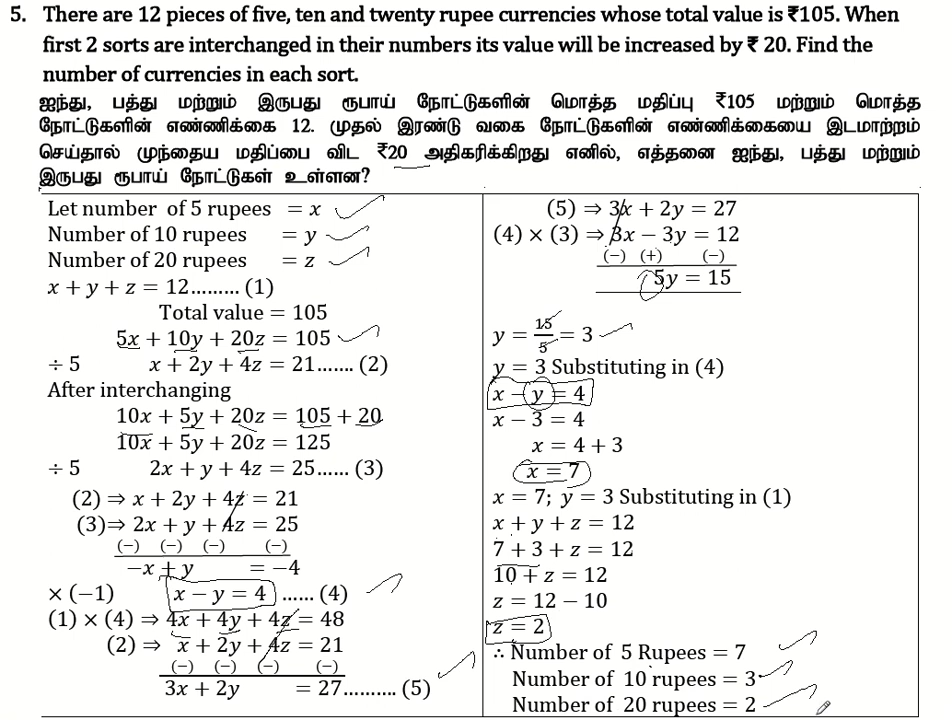 5. There are 12 pieces of five, ten and twenty rupee currencies whose total value is ₹105. When
first 2 sorts are interchanged in their numbers its value will be increased by ₹ 20. Find the
number of currencies in each sort.
ஐந்து, பத்து மற்றும் இருபது ரூபாய் நோட்டுகளின் மொத்த மதிப்பு ₹105 மற்றும் மொத்த
நோட்டுகளின் எண்ணிக்கை 12. முதல் இரண்டு வகை நோட்டுகளின் எண்ணிக்கையை இடமாற்றம்
செய்தால் முந்தைய மதிப்பை விட ₹20 அதிகரிக்கிறது எனில், எத்தனை ஐந்து, பத்து மற்றும்
இருபது ரூபாய் நோட்டுகள் உள்ளன?
Let number of 5 rupees = x
Number of 10 rupees = y
Number of 20 rupees = z
x + y + z = 12......... (1)
Total value = 105
5x + 10y + 20z = 105
÷ 5 x + 2y + 4z = 21....... (2)
After interchanging
10x + 5y + 20z = 105 + 20
10x + 5y + 20z = 125
÷ 5 2x + y + 4z = 25...... (3)
(2) ⇒ x + 2y + 4z = 21
(3)⇒ 2x + y + 4z = 25
(−) (−) (−) (−)
−x + y = −4
× (−1) x − y = 4 ...... (4)
(1) × (4) ⇒ 4x + 4y + 4z = 48
(2) ⇒ x + 2y + 4z = 21
(−) (−) (−) (−)
3x + 2y = 27.......... (5)
(5) ⇒ 3x + 2y = 27
(4) × (3) ⇒ 3x − 3y = 12
(−) (+) (−)
5y = 15
y = 15/5 = 3
y = 3 Substituting in (4)
x − y = 4
x − 3 = 4
x = 4 + 3
x = 7
x = 7; y = 3 Substituting in (1)
x + y + z = 12
7 + 3 + z = 12
10 + z = 12
z = 12 − 10
z = 2
∴ Number of 5 Rupees = 7
Number of 10 rupees = 3
Number of 20 rupees = 2